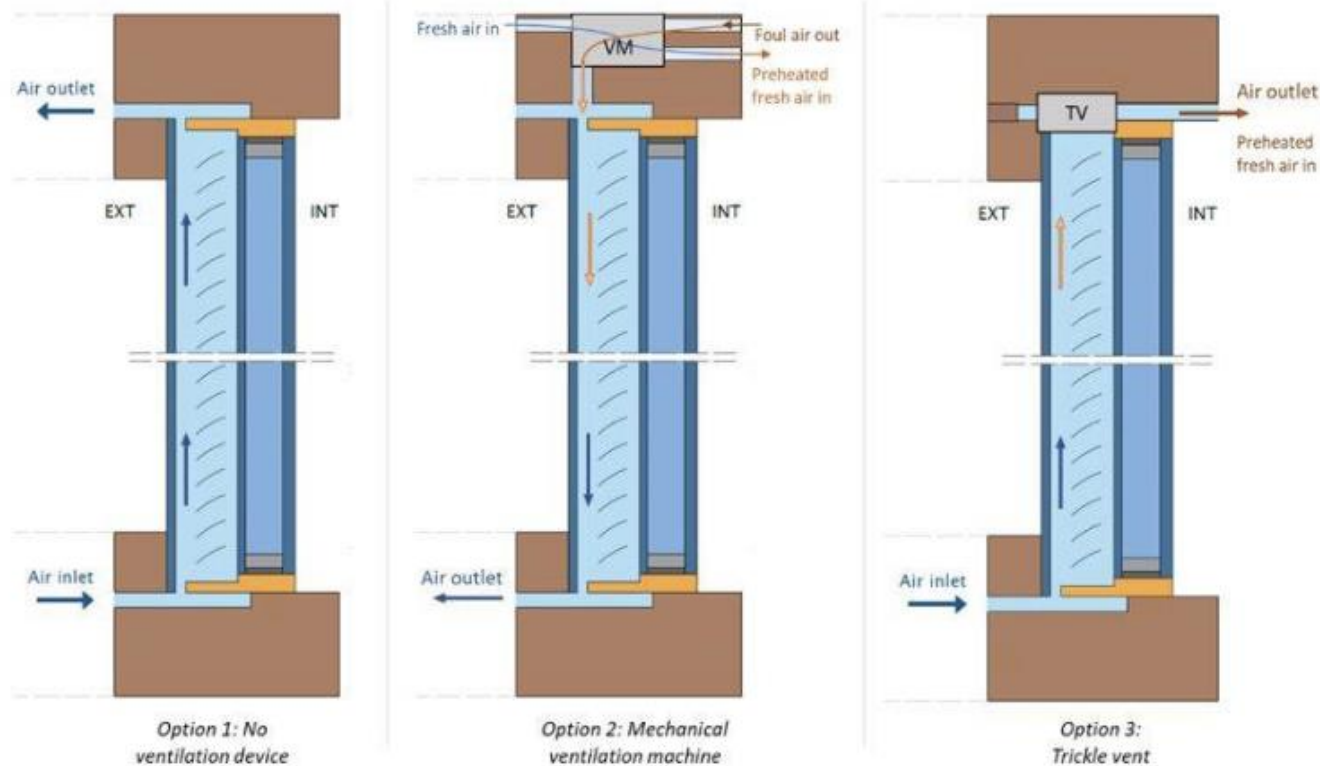 Air outlet
EXT
INT
Air inlet
Option 1: No
ventilation device
Fresh air in
VM
Foul air out
Preheated
fresh air in
EXT
INT
Air outlet
Option 2: Mechanical
ventilation machine
TV
Air outlet
Preheated
fresh air in
EXT
INT
Air inlet
Option 3:
Trickle vent